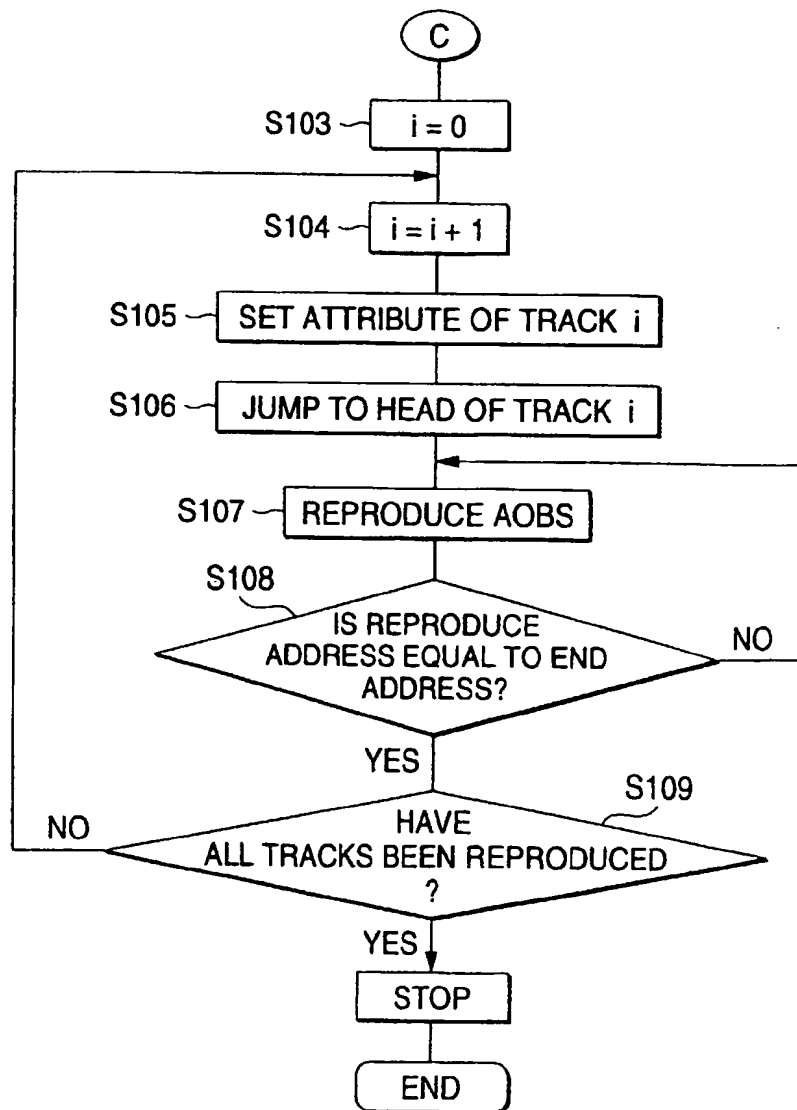 C
S103
i = 0
S104
i = i + 1
S105
SET ATTRIBUTE OF TRACK i
S106
JUMP TO HEAD OF TRACK i
S107
REPRODUCE AOBS
S108
IS REPRODUCE
ADDRESS EQUAL TO END
ADDRESS?
NO
YES
S109
NO
HAVE
ALL TRACKS BEEN REPRODUCED
?
YES
STOP
END